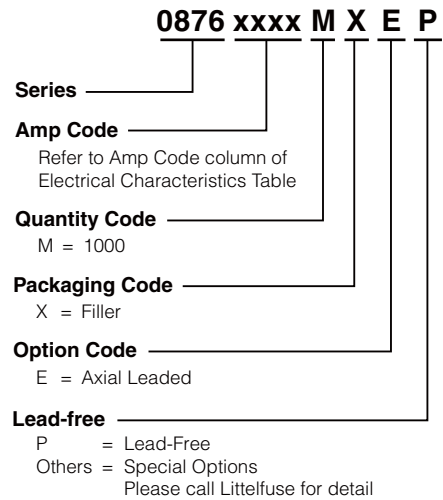 0876 xxxx M X E P
Series
Amp Code
Refer to Amp Code column of
Electrical Characteristics Table
Quantity Code
M = 1000
Packaging Code
X = Filler
Option Code
E = Axial Leaded
Lead-free
P = Lead-Free
Others = Special Options
Please call Littelfuse for detail